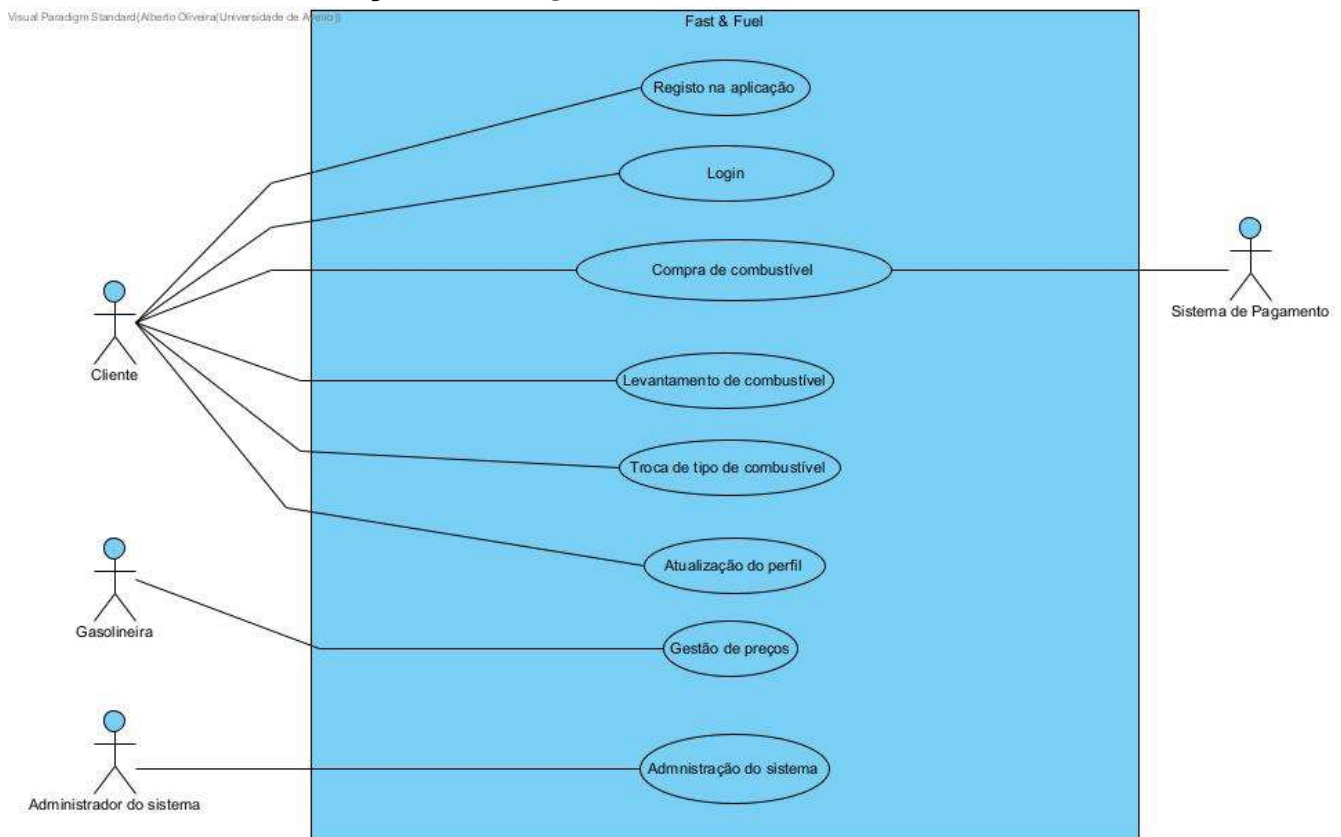 Visual Paradigm Standard(Alberto Oliveira(Universidade de Aveiro))
Fast & Fuel
Registo na aplicação
Login
Compra de combustível
Sistema de Pagamento
Cliente
Levantamento de combustível
Troca de tipo de combustível
Atualização do perfil
Gasolineira
Gestão de preços
Admnistração do sistema
Administrador do sistema